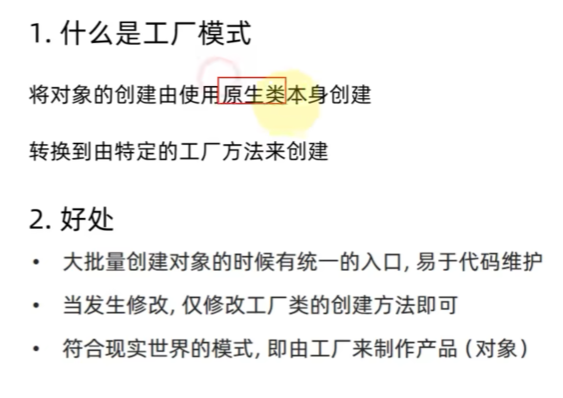 1. 什么是工厂模式
将对象的创建由使用原生类本身创建
转换到由特定的工厂方法来创建
2. 好处
• 大批量创建对象的时候有统一的入口, 易于代码维护
• 当发生修改, 仅修改工厂类的创建方法即可
• 符合现实世界的模式, 即由工厂来制作产品 (对象)